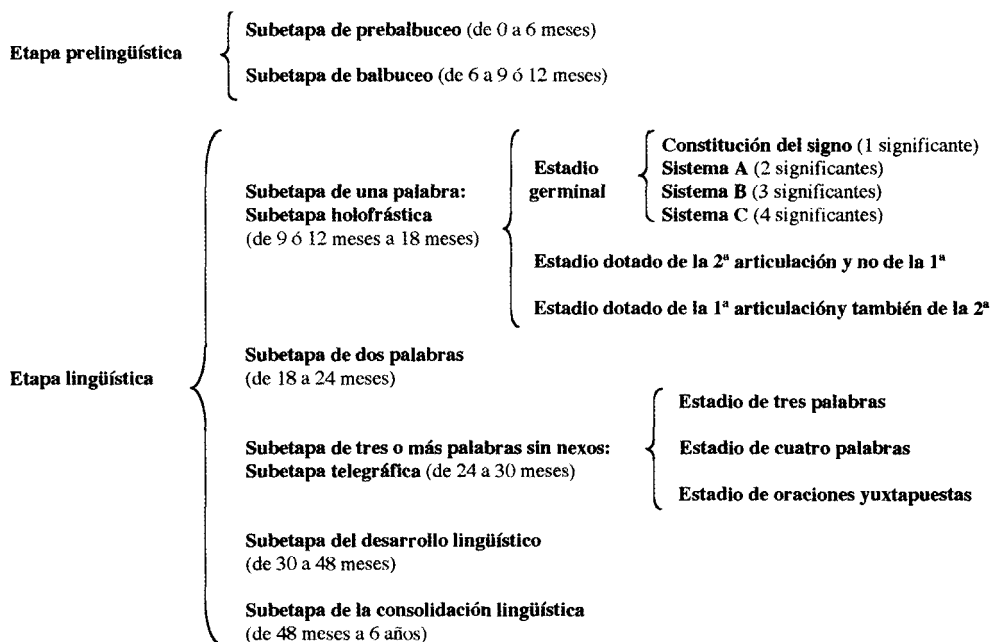 Etapa prelingüística
Subetapa de prebalbuceo (de 0 a 6 meses)
Subetapa de balbuceo (de 6 a 9 ó 12 meses)
Etapa lingüística
Subetapa de una palabra:
Subetapa holofrástica
(de 9 ó 12 meses a 18 meses)
Estadio
germinal
Constitución del signo (1 significante)
Sistema A (2 significantes)
Sistema B (3 significantes)
Sistema C (4 significantes)
Estadio dotado de la 2ª articulación y no de la 1ª
Estadio dotado de la 1ª articulacióny también de la 2ª
Subetapa de dos palabras
(de 18 a 24 meses)
Subetapa de tres o más palabras sin nexos:
Subetapa telegráfica (de 24 a 30 meses)
Estadio de tres palabras
Estadio de cuatro palabras
Estadio de oraciones yuxtapuestas
Subetapa del desarrollo lingüístico
(de 30 a 48 meses)
Subetapa de la consolidación lingüística
(de 48 meses a 6 años)